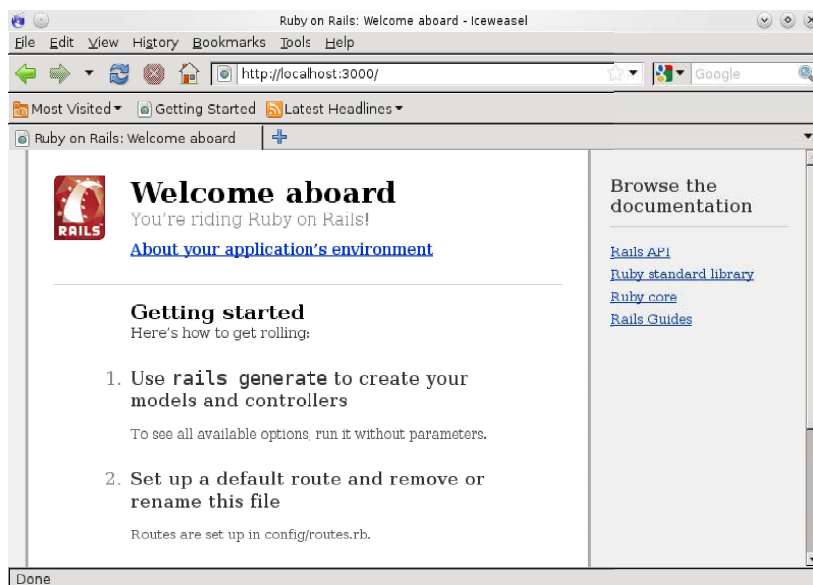 Ruby on Rails: Welcome aboard - Iceweasel
File Edit View History Bookmarks Tools Help
http://localhost:3000/
Google
Most Visited Getting Started Latest Headlines
Ruby on Rails: Welcome aboard
RAILS
Welcome aboard
You're riding Ruby on Rails!
About your application's environment
Getting started
Here's how to get rolling:
1. Use rails generate to create your
models and controllers
To see all available options, run it without parameters.
2. Set up a default route and remove or
rename this file
Routes are set up in config/routes.rb.
Browse the
documentation
Rails API
Ruby standard library
Ruby core
Rails Guides
Done